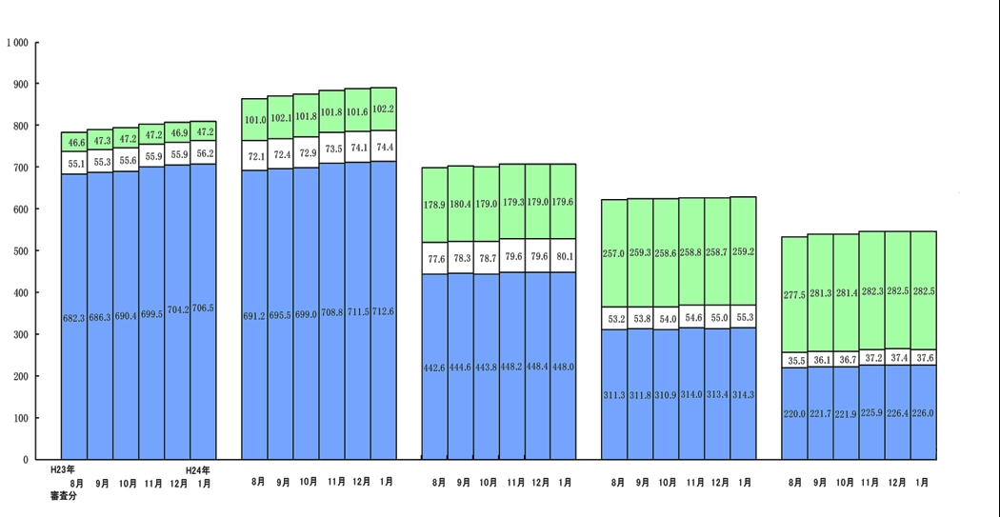 1 000
900
800
700
600
500
400
300
200
100
0
46.6 47.3 47.2 47.2 46.9 47.2
55.1 55.3 55.6 55.9 55.9 56.2
682.3 686.3 690.4 699.5 704.2 706.5
101.0 102.1 101.8 101.8 101.6 102.2
72.1 72.4 72.9 73.5 74.1 74.4
691.2 695.5 699.0 708.8 711.5 712.6
178.9 180.4 179.0 179.3 179.0 179.6
77.6 78.3 78.7 79.6 79.6 80.1
442.6 444.6 443.8 448.2 448.4 448.0
257.0 259.3 258.6 258.8 258.7 259.2
53.2 53.8 54.0 54.6 55.0 55.3
311.3 311.8 310.9 314.0 313.4 314.3
277.5 281.3 281.4 282.3 282.5 282.5
35.5 36.1 36.7 37.2 37.4 37.6
220.0 221.7 221.9 225.9 226.4 226.0
H23年 H24年
8月 9月 10月 11月 12月 1月
8月 9月 10月 11月 12月 1月
8月 9月 10月 11月 12月 1月
8月 9月 10月 11月 12月 1月
8月 9月 10月 11月 12月 1月
審査分